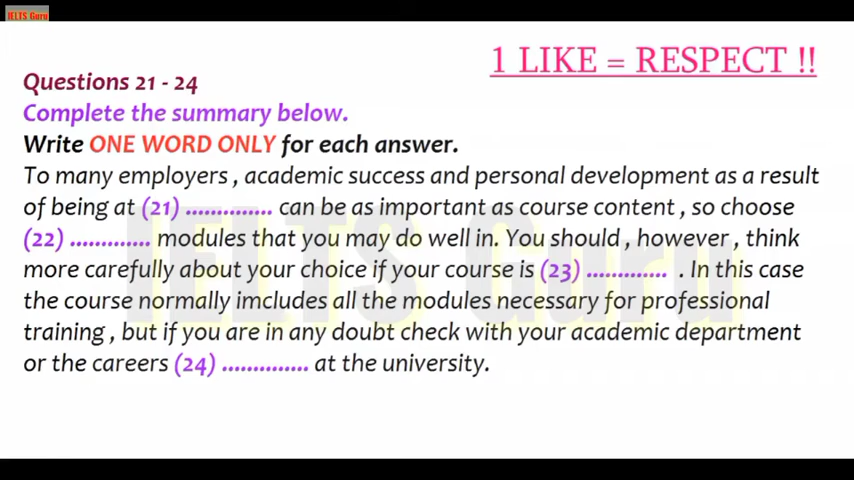 IELTS Guru
1 LIKE = RESPECT !!
Questions 21 - 24
Complete the summary below.
Write ONE WORD ONLY for each answer.
To many employers , academic success and personal development as a result
of being at (21) .............. can be as important as course content , so choose
(22) ............. modules that you may do well in. You should , however , think
more carefully about your choice if your course is (23) ............. . In this case
the course normally imcludes all the modules necessary for professional
training , but if you are in any doubt check with your academic department
or the careers (24) .............. at the university.
IELTS Guru